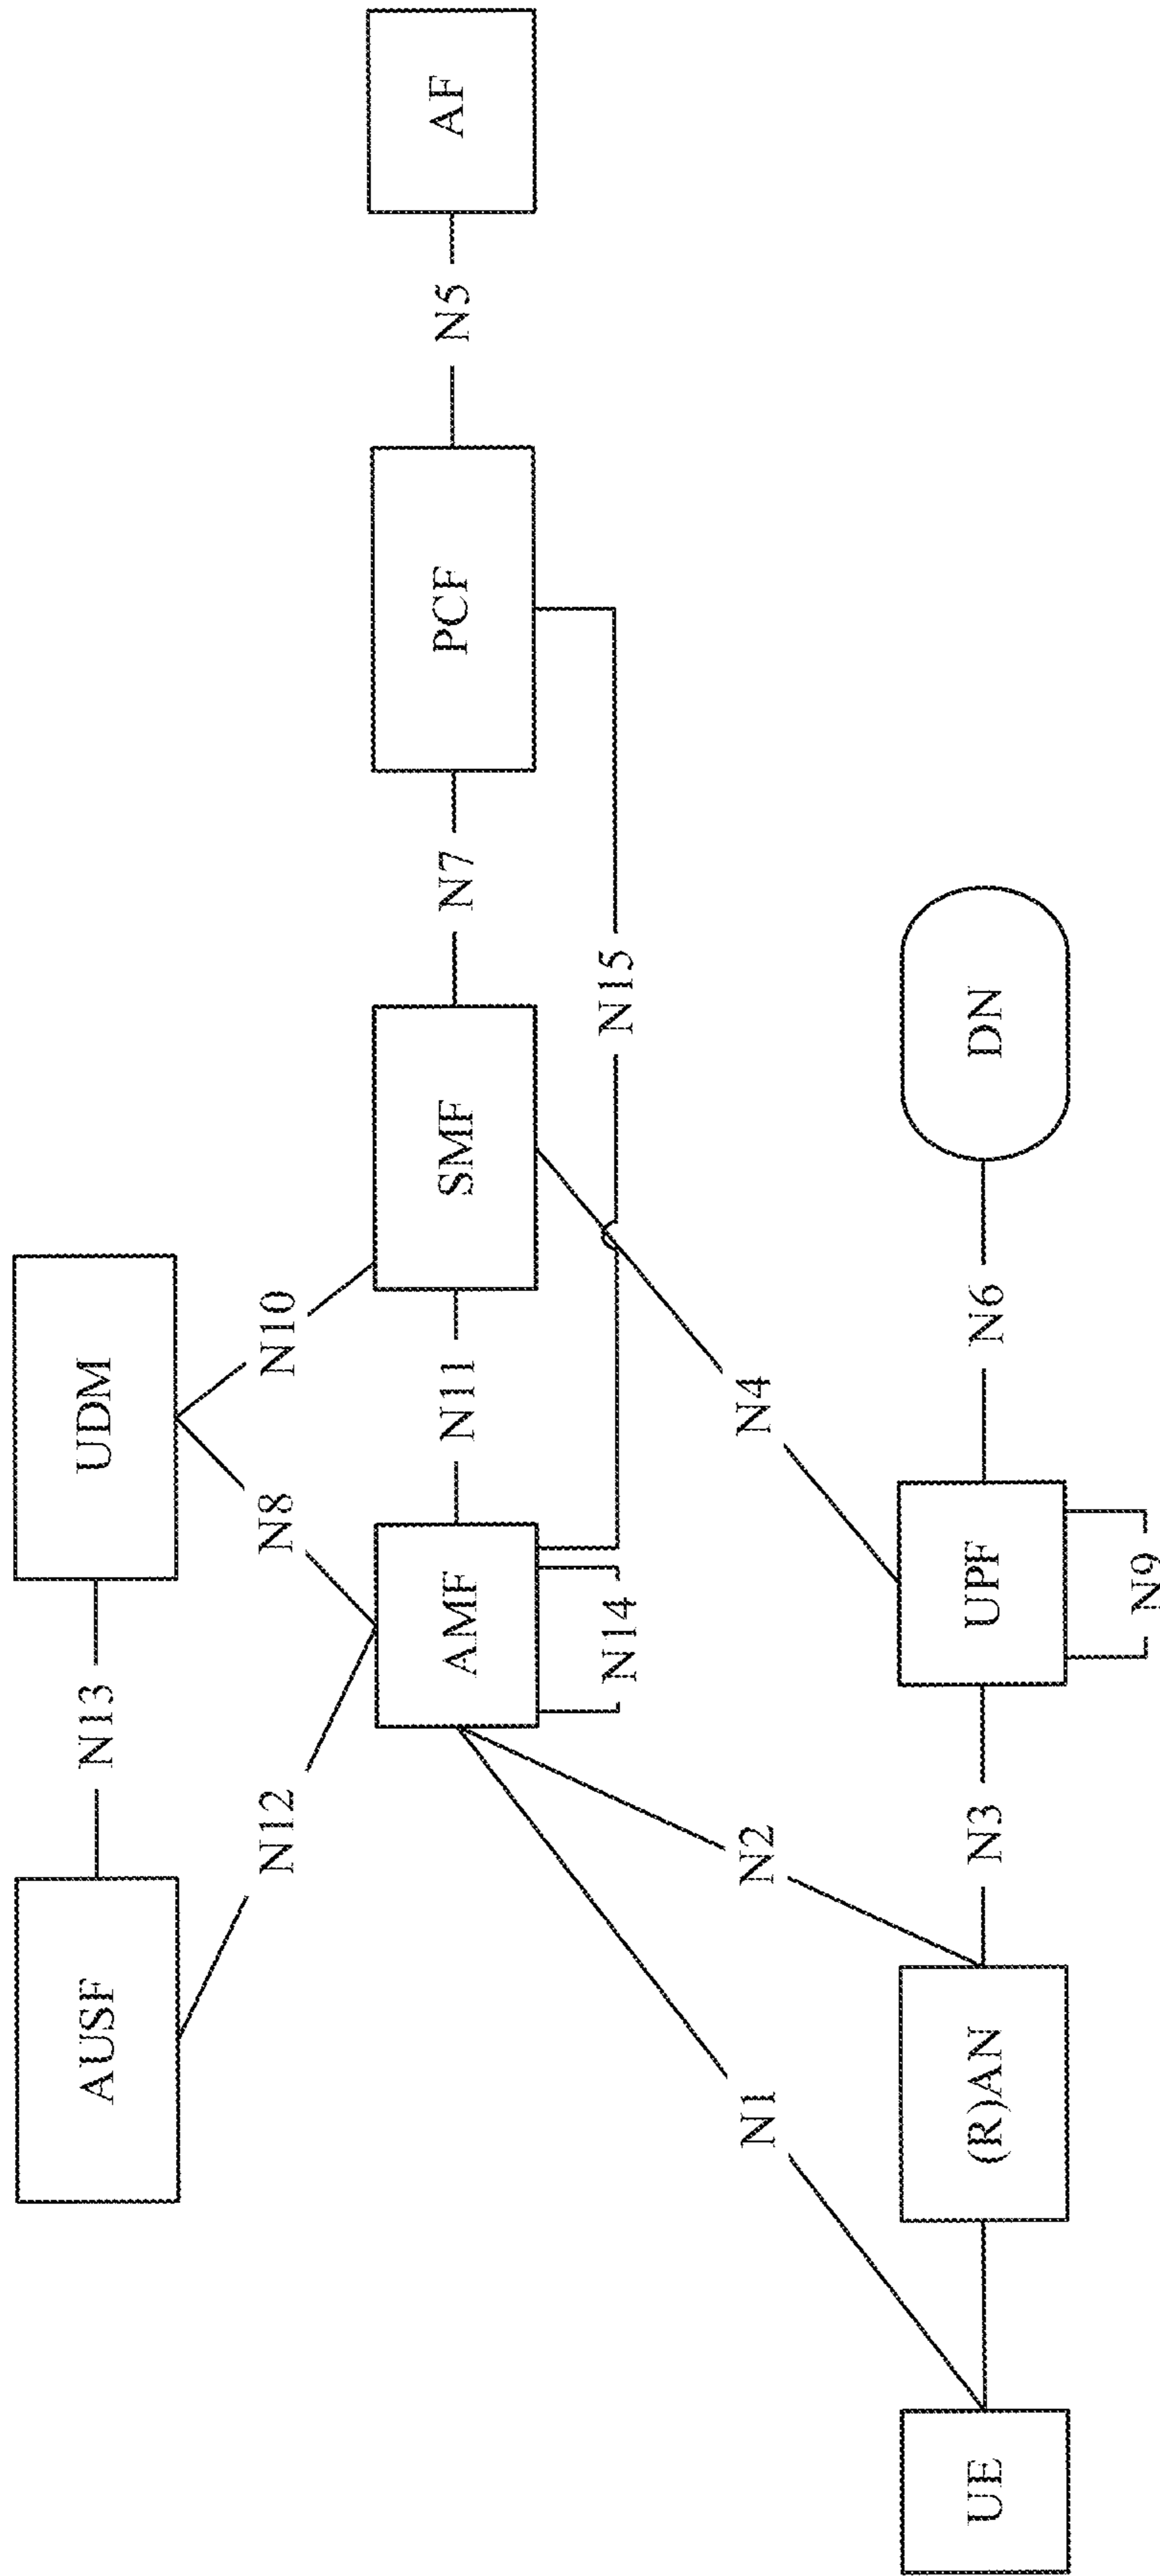 AUSF
N13
UDM
N12
N8
N10
AMF
N11
SMF
N7
PCF
N5
AF
N14
N15
N1
N2
N4
UE
(R)AN
N3
UPF
N6
DN
N9